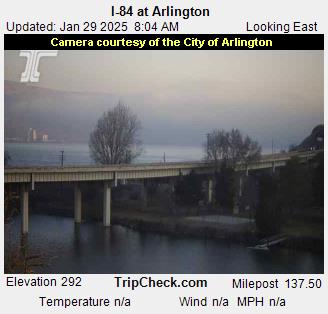 I-84 at Arlington
Updated: Jan 29 2025 8:04 AM Looking East
Camera courtesy of the City of Arlington
Elevation 292 TripCheck.com Milepost 137.50
Temperature n/a Wind n/a MPH n/a